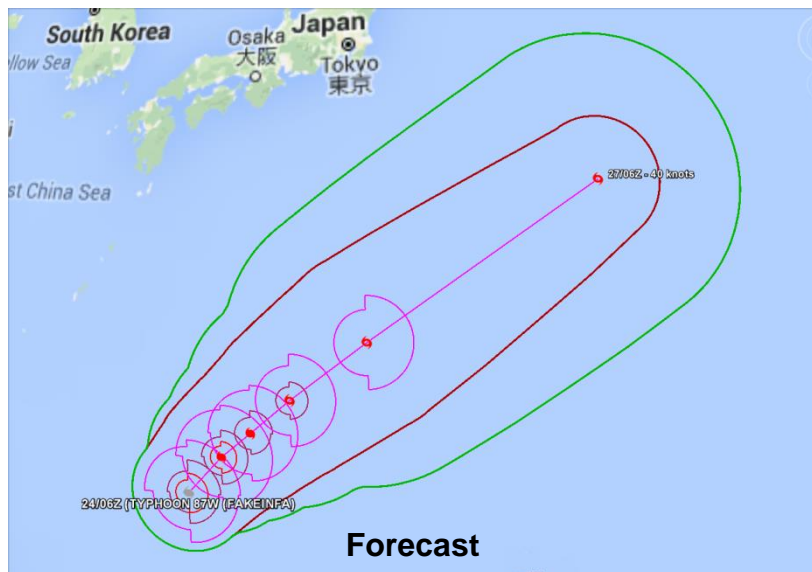 South Korea
Japan
Osaka
大阪
Tokyo
東京
ellow Sea
st China Sea
27/06Z - 40 knots
24/06Z (TYPHOON 87W (FAKEINFA)
Forecast